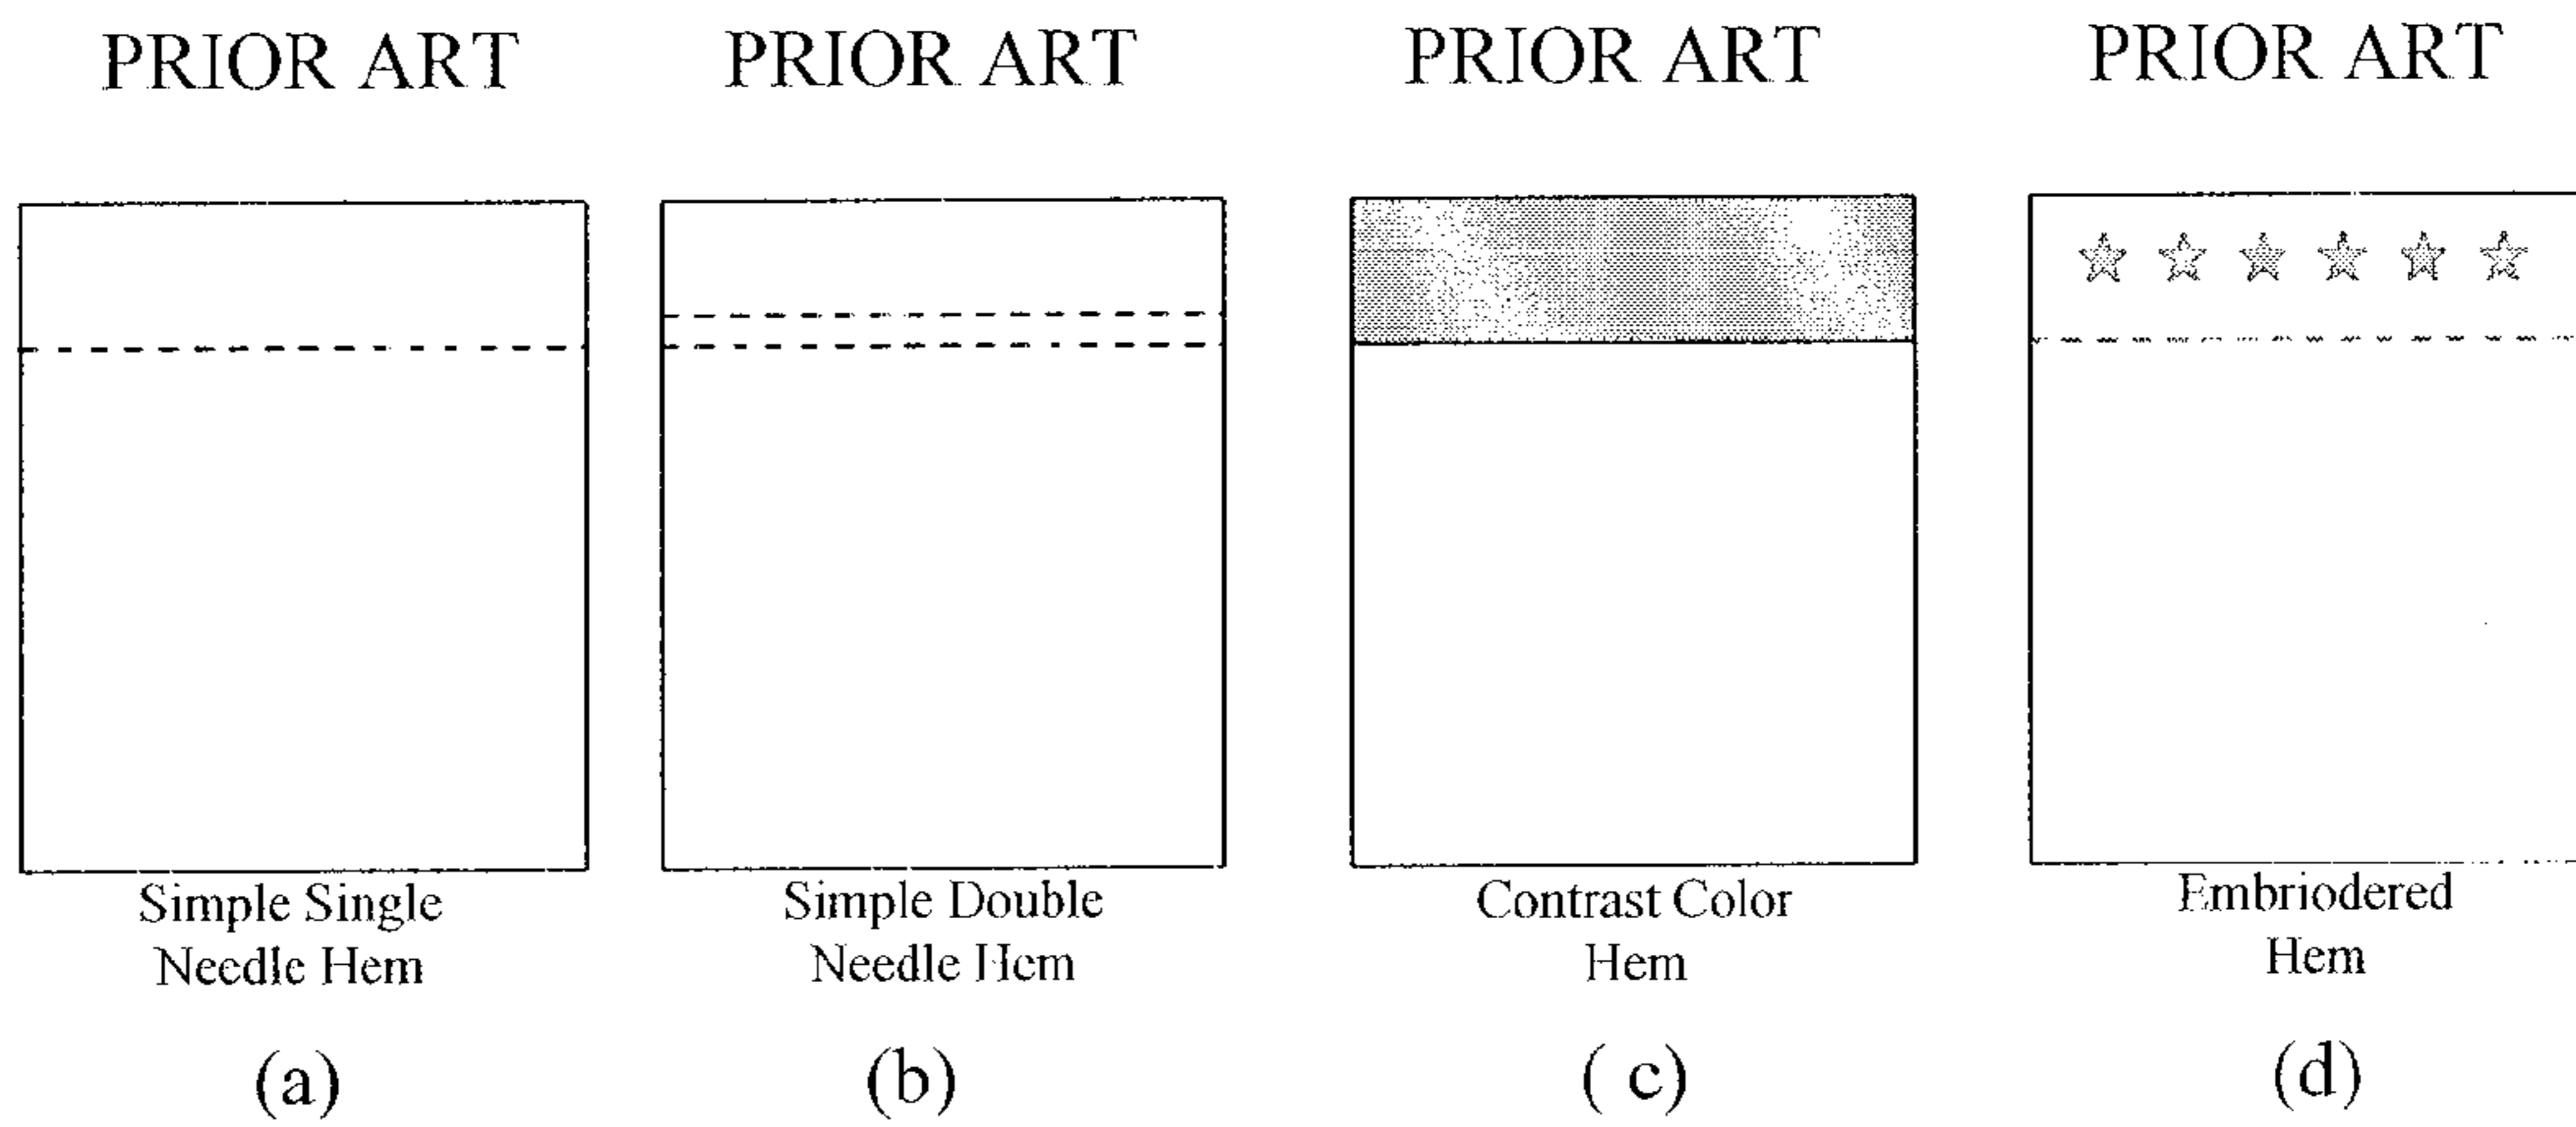 PRIOR ART
PRIOR ART
PRIOR ART
PRIOR ART
Simple Single
Needle Hem
(a)
Simple Double
Needle Hem
(b)
Contrast Color
Hem
( c)
Embriodered
Hem
(d)